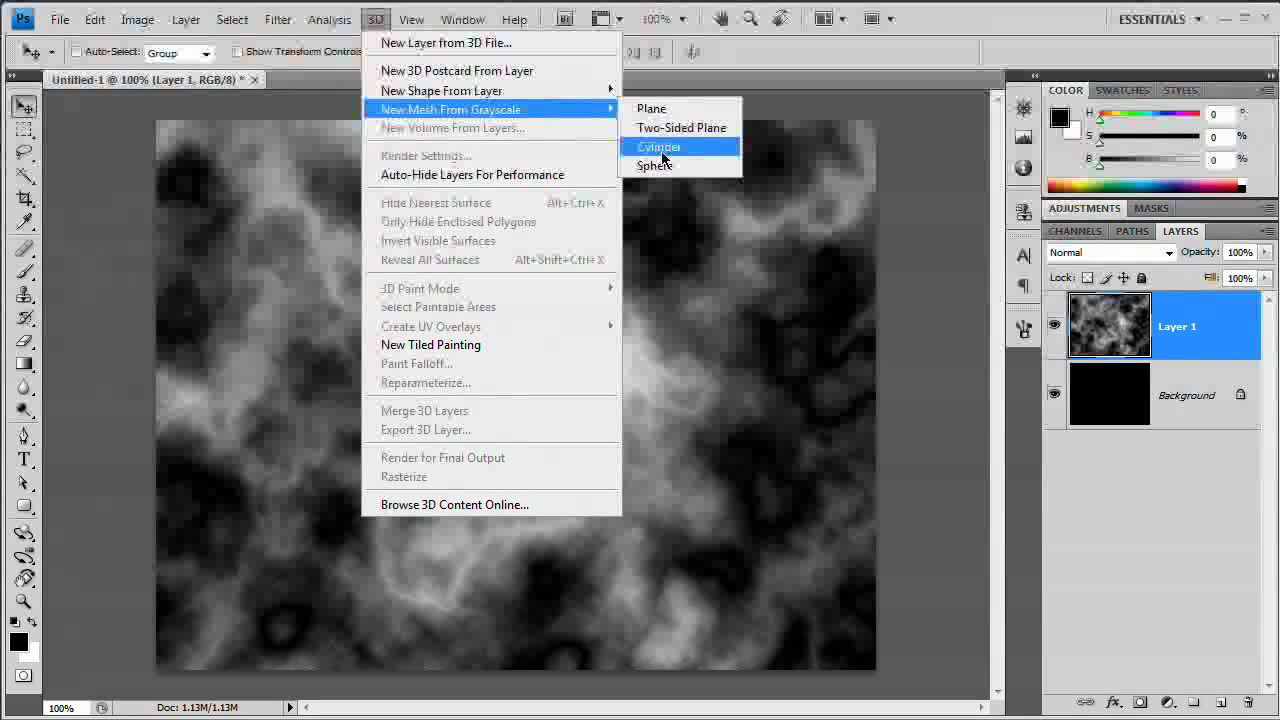 Ps File Edit Image Layer Select Filter Analysis 3D View Window Help Br 100% ESSENTIALS
Auto-Select: Group Show Transform Controls
Untitled-1 @ 100% (Layer 1, RGB/8) *
New Layer from 3D File...
New 3D Postcard From Layer
New Shape From Layer
New Mesh From Grayscale
New Volume From Layers...
Render Settings...
Auto-Hide Layers For Performance
Hide Nearest Surface Alt+Ctrl+X
Only Hide Enclosed Polygons
Invert Visible Surfaces
Reveal All Surfaces Alt+Shift+Ctrl+X
3D Paint Mode
Select Paintable Areas
Create UV Overlays
New Tiled Painting
Paint Falloff...
Reparameterize...
Merge 3D Layers
Export 3D Layer...
Render for Final Output
Rasterize
Browse 3D Content Online...
Plane
Two-Sided Plane
Cylinder
Sphere
COLOR SWATCHES STYLES
H 0 °
S 0 %
B 0 %
ADJUSTMENTS MASKS
CHANNELS PATHS LAYERS
Normal Opacity: 100%
Lock: Fill: 100%
Layer 1
Background
100% Doc: 1.13M/1.13M